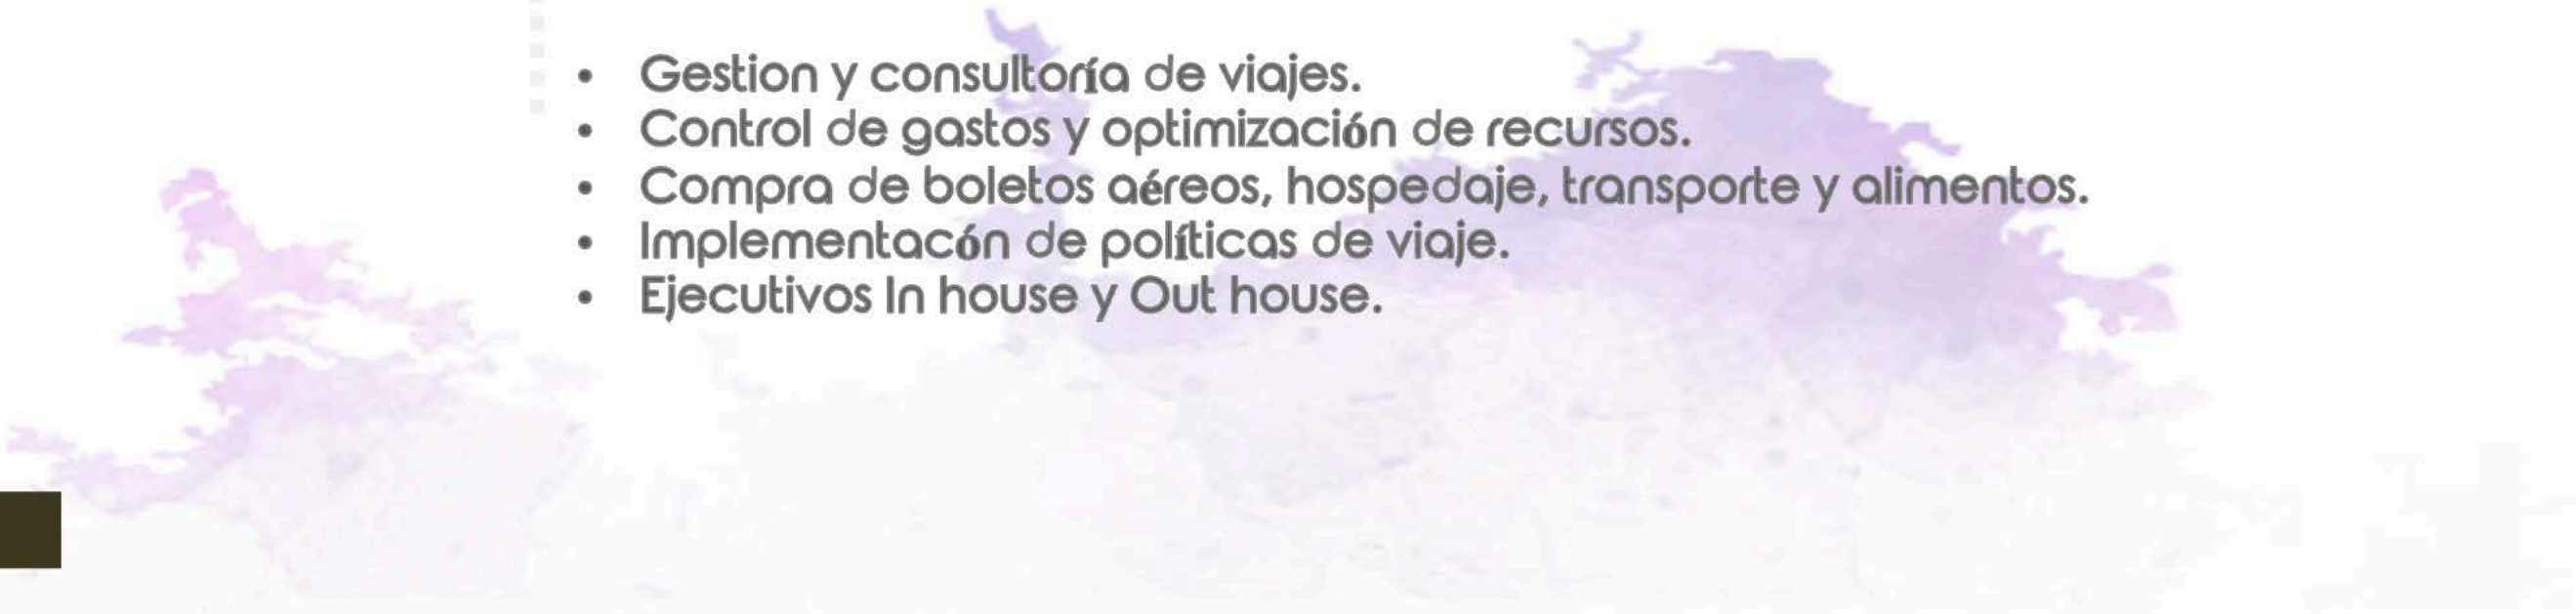 • Gestion y consultoría de viajes.
• Control de gastos y optimización de recursos.
• Compra de boletos aéreos, hospedaje, transporte y alimentos.
• Implementacón de políticas de viaje.
• Ejecutivos In house y Out house.